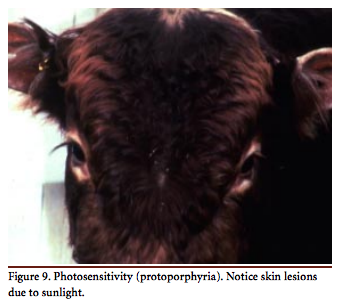 Figure 9. Photosensitivity (protoporphyria). Notice skin lesions
due to sunlight.